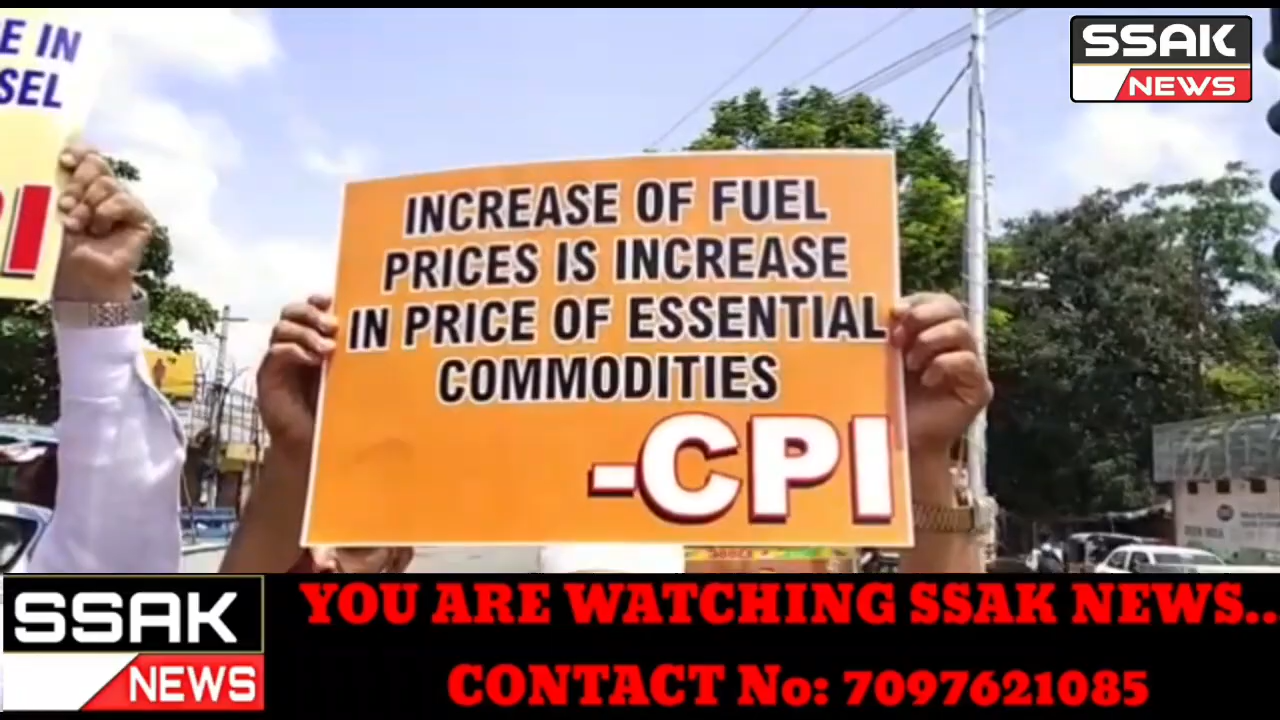 E IN
SEL
PI
SSAK
NEWS
INCREASE OF FUEL
PRICES IS INCREASE
IN PRICE OF ESSENTIAL
COMMODITIES
-CPI
SSAK
NEWS
YOU ARE WATCHING SSAK NEWS..
CONTACT No: 7097621085